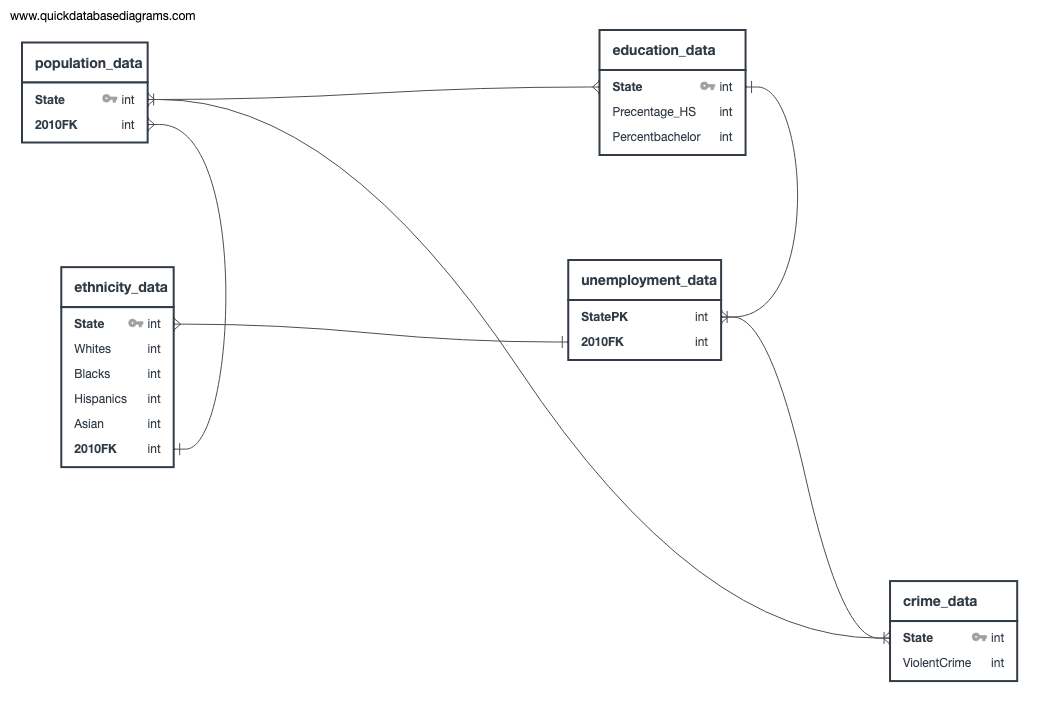 www.quickdatabasediagrams.com
population_data
State int
2010FK int
education_data
State int
Precentage_HS int
Percentbachelor int
ethnicity_data
State int
Whites int
Blacks int
Hispanics int
Asian int
2010FK int
unemployment_data
StatePK int
2010FK int
crime_data
State int
ViolentCrime int